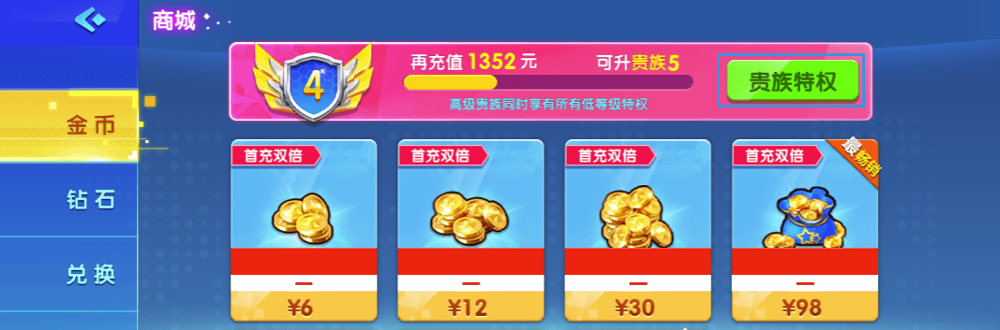 商城
金币
钻石
兑换
4
再充值 1352 元
可升贵族5
高级贵族同时享有所有低等级特权
贵族特权
首充双倍
¥6
首充双倍
¥12
首充双倍
¥30
首充双倍
最畅销
¥98